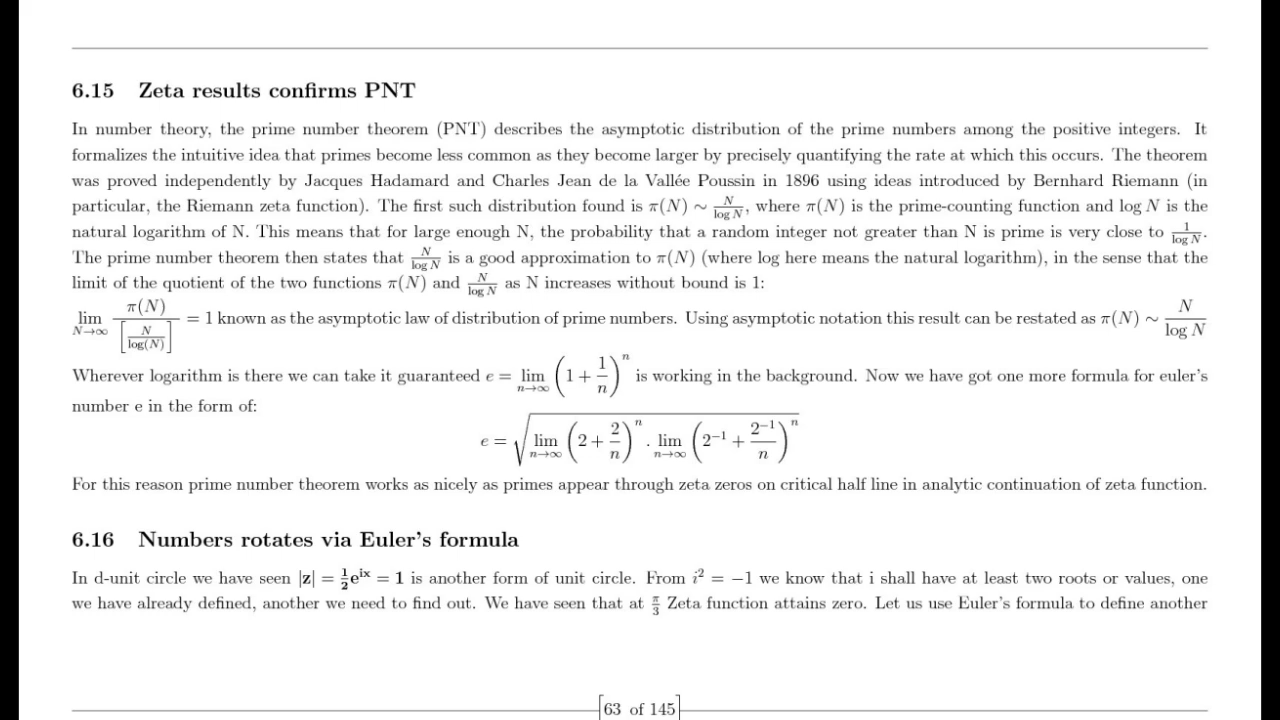 6.15 Zeta results confirms PNT
In number theory, the prime number theorem (PNT) describes the asymptotic distribution of the prime numbers among the positive integers. It
formalizes the intuitive idea that primes become less common as they become larger by precisely quantifying the rate at which this occurs. The theorem
was proved independently by Jacques Hadamard and Charles Jean de la Vallée Poussin in 1896 using ideas introduced by Bernhard Riemann (in
particular, the Riemann zeta function). The first such distribution found is π(N) ∼ N/log N, where π(N) is the prime-counting function and log N is the
natural logarithm of N. This means that for large enough N, the probability that a random integer not greater than N is prime is very close to 1/log N.
The prime number theorem then states that N/log N is a good approximation to π(N) (where log here means the natural logarithm), in the sense that the
limit of the quotient of the two functions π(N) and N/log N as N increases without bound is 1:
lim N→∞ π(N)/[N/log(N)] = 1 known as the asymptotic law of distribution of prime numbers. Using asymptotic notation this result can be restated as π(N) ∼ N/log N
Wherever logarithm is there we can take it guaranteed e = lim n→∞ (1 + 1/n)^n is working in the background. Now we have got one more formula for euler's
number e in the form of:
e = √(lim n→∞ (2 + 2/n)^n . lim n→∞ (2^−1 + 2^−1/n)^n)
For this reason prime number theorem works as nicely as primes appear through zeta zeros on critical half line in analytic continuation of zeta function.
6.16 Numbers rotates via Euler's formula
In d-unit circle we have seen |z| = 1/2 e^ix = 1 is another form of unit circle. From i² = −1 we know that i shall have at least two roots or values, one
we have already defined, another we need to find out. We have seen that at π/3 Zeta function attains zero. Let us use Euler's formula to define another
63 of 145